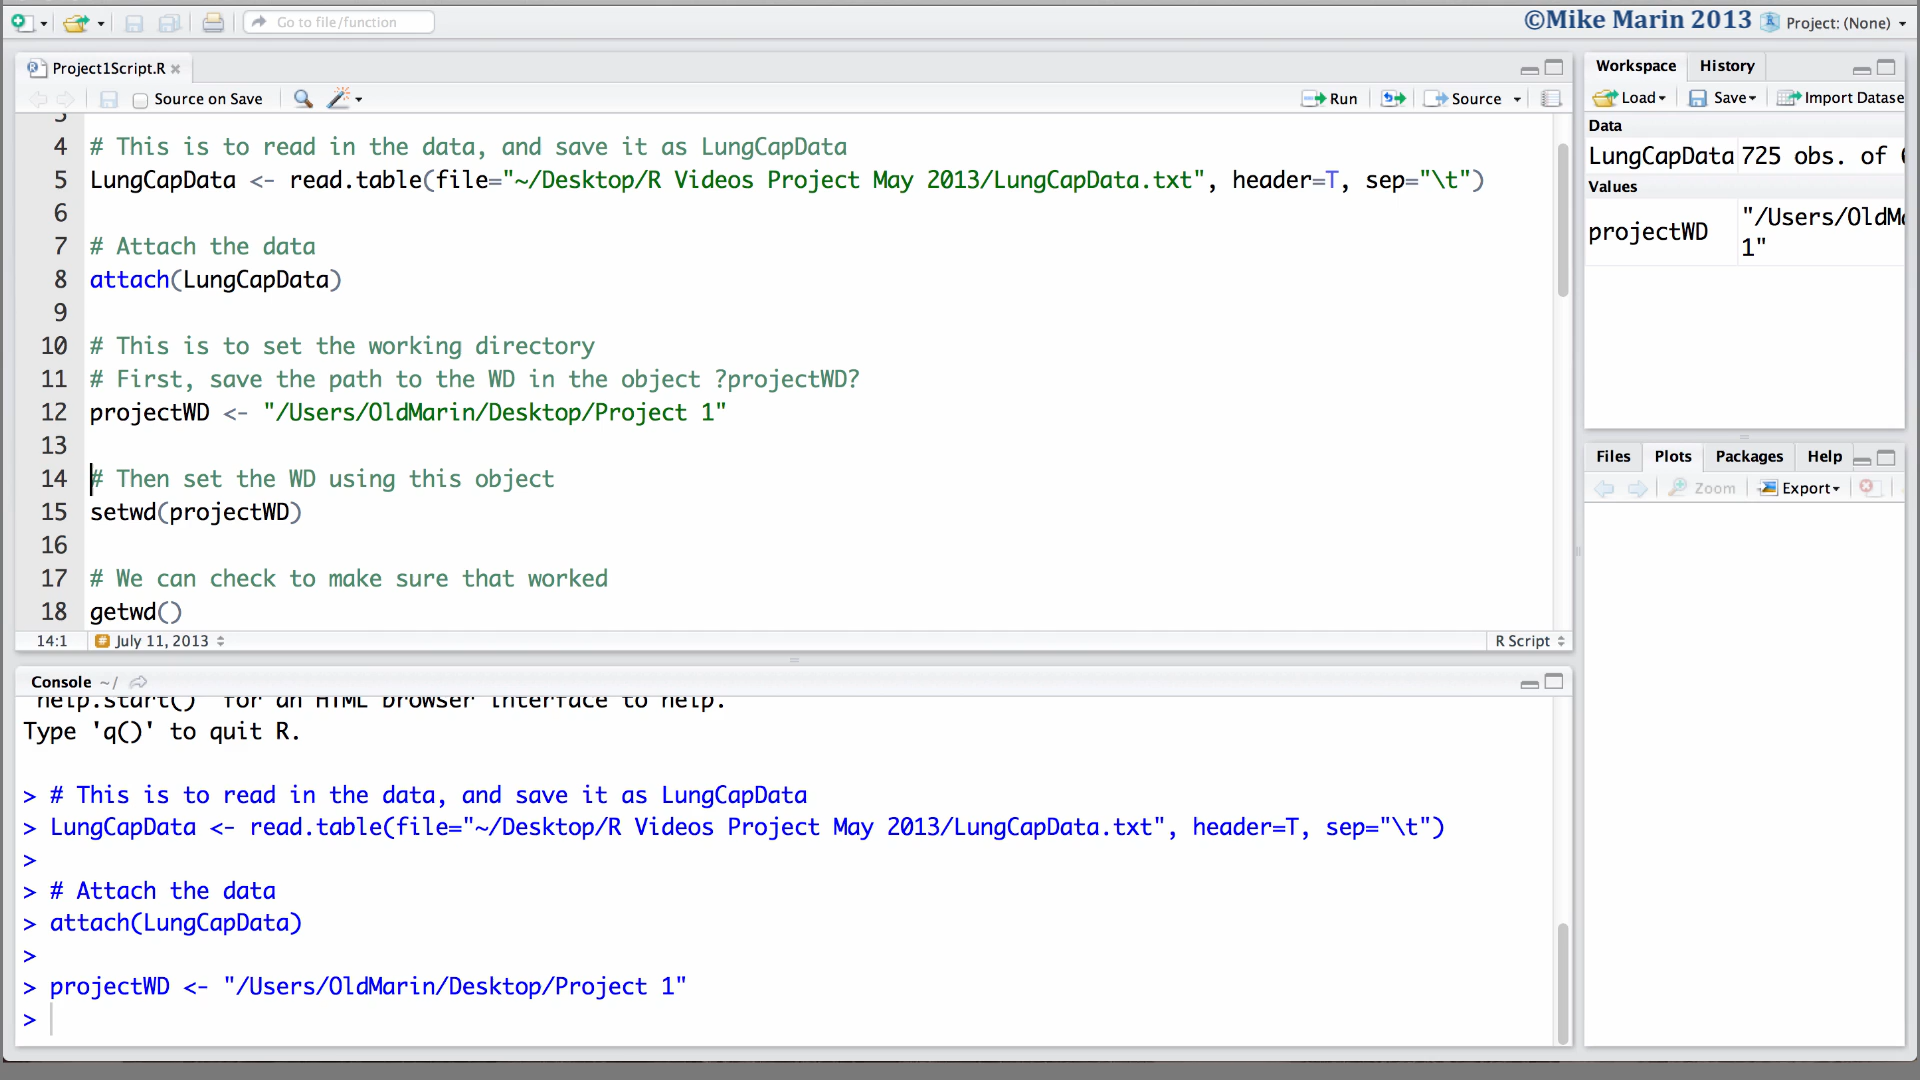 Go to file/function
©Mike Marin 2013
Project: (None)
Project1Script.R
Source on Save
Run
Source
4 # This is to read in the data, and save it as LungCapData
5 LungCapData <- read.table(file="~/Desktop/R Videos Project May 2013/LungCapData.txt", header=T, sep="\t")
6
7 # Attach the data
8 attach(LungCapData)
9
10 # This is to set the working directory
11 # First, save the path to the WD in the object ?projectWD?
12 projectWD <- "/Users/OldMarin/Desktop/Project 1"
13
14 # Then set the WD using this object
15 setwd(projectWD)
16
17 # We can check to make sure that worked
18 getwd()
14:1
# July 11, 2013
R Script
Console ~/
help.start() for an HTML browser interface to help.
Type 'q()' to quit R.
> # This is to read in the data, and save it as LungCapData
> LungCapData <- read.table(file="~/Desktop/R Videos Project May 2013/LungCapData.txt", header=T, sep="\t")
>
> # Attach the data
> attach(LungCapData)
>
> projectWD <- "/Users/OldMarin/Desktop/Project 1"
>
Workspace
History
Load
Save
Import Datase
Data
LungCapData 725 obs. of
Values
projectWD "/Users/OldMa
1"
Files
Plots
Packages
Help
Zoom
Export